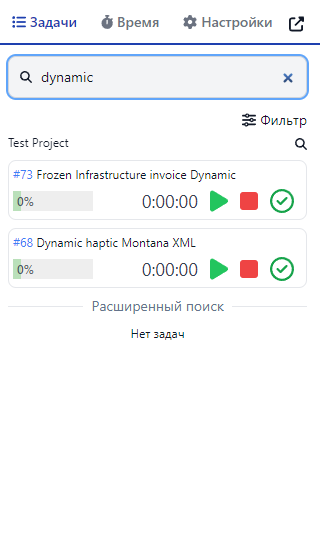 Задачи Время Настройки
dynamic
Фильтр
Test Project
#73 Frozen Infrastructure invoice Dynamic
0% 0:00:00
#68 Dynamic haptic Montana XML
0% 0:00:00
Расширенный поиск
Нет задач